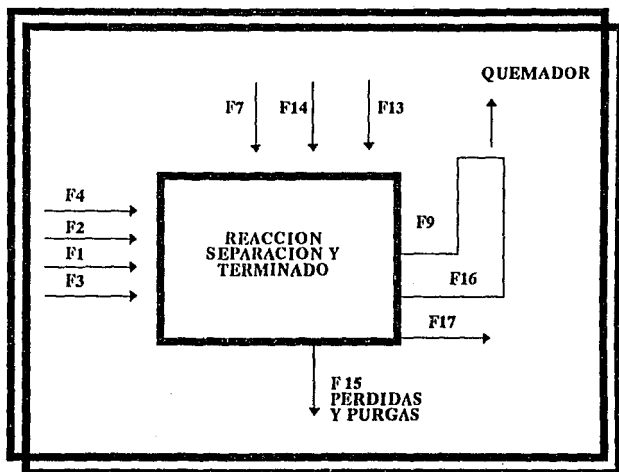 QUEMADOR
F7
F14
F13
F4
F2
F1
F3
REACCION
SEPARACION Y
TERMINADO
F9
F16
F17
F 15
PERDIDAS
Y PURGAS